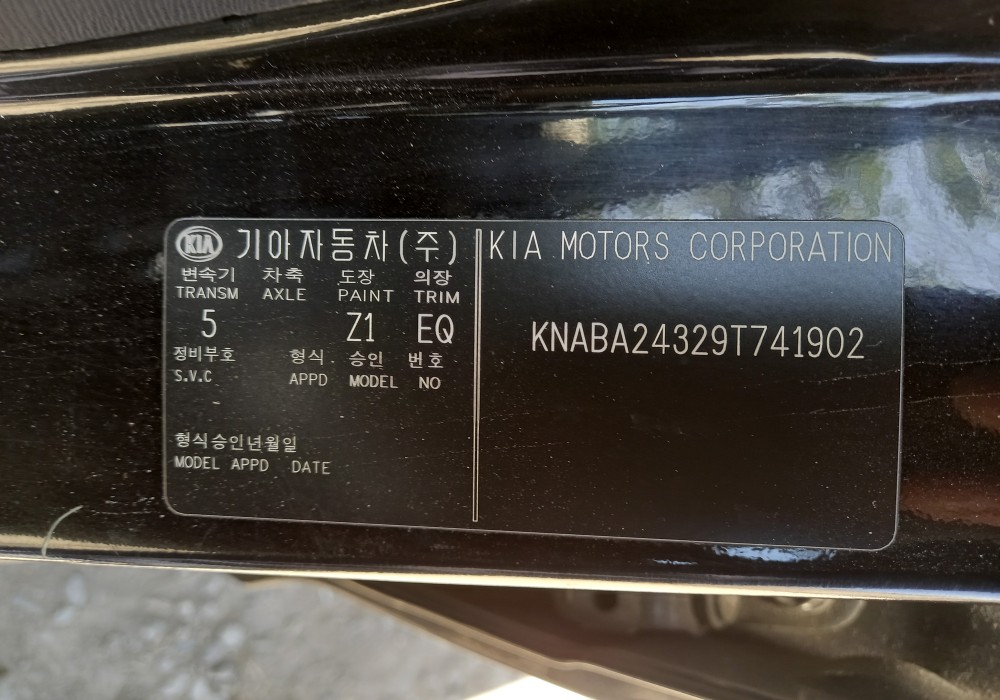 KIA 기아자동차(주)
변속기 차축 도장 의장
TRANSM AXLE PAINT TRIM
5 Z1 EQ
정비부호 형식 승인 번호
S.V.C APPD MODEL NO
형식승인년월일
MODEL APPD DATE
KIA MOTORS CORPORATION
KNABA24329T741902